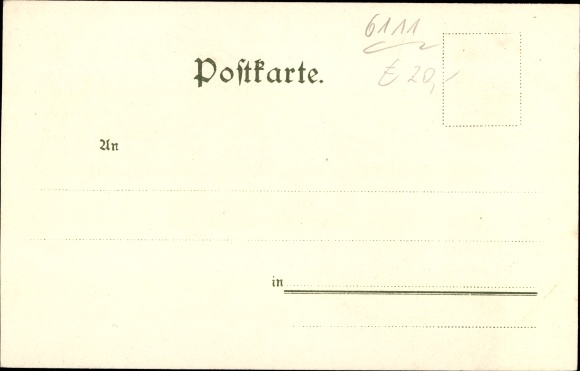 6111
Postkarte.
20,-
An
in